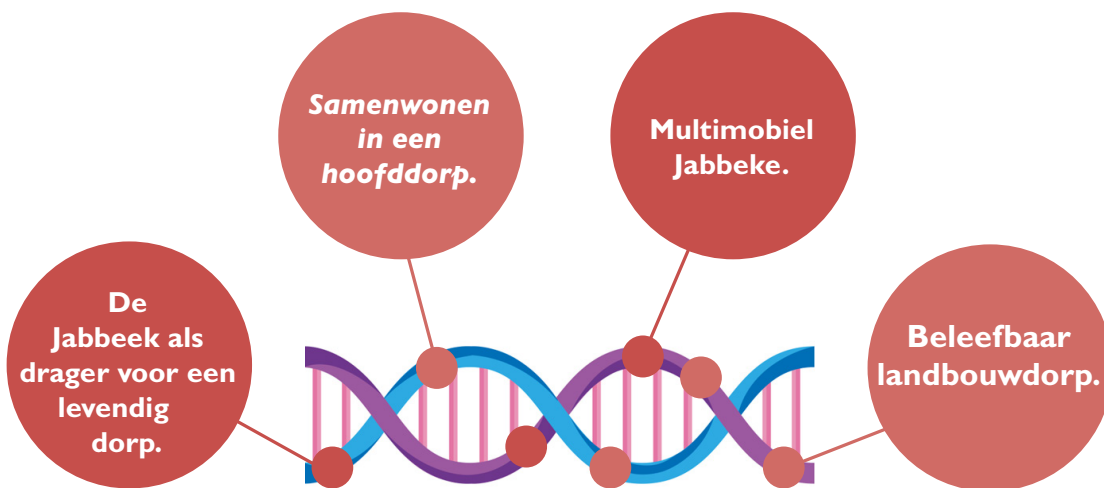 De
Jabbeek als
drager voor een
levendig
dorp.
Samenwonen
in een
hoofddorp.
Multimobiel
Jabbeke.
Beleefbaar
landbouwdorp.